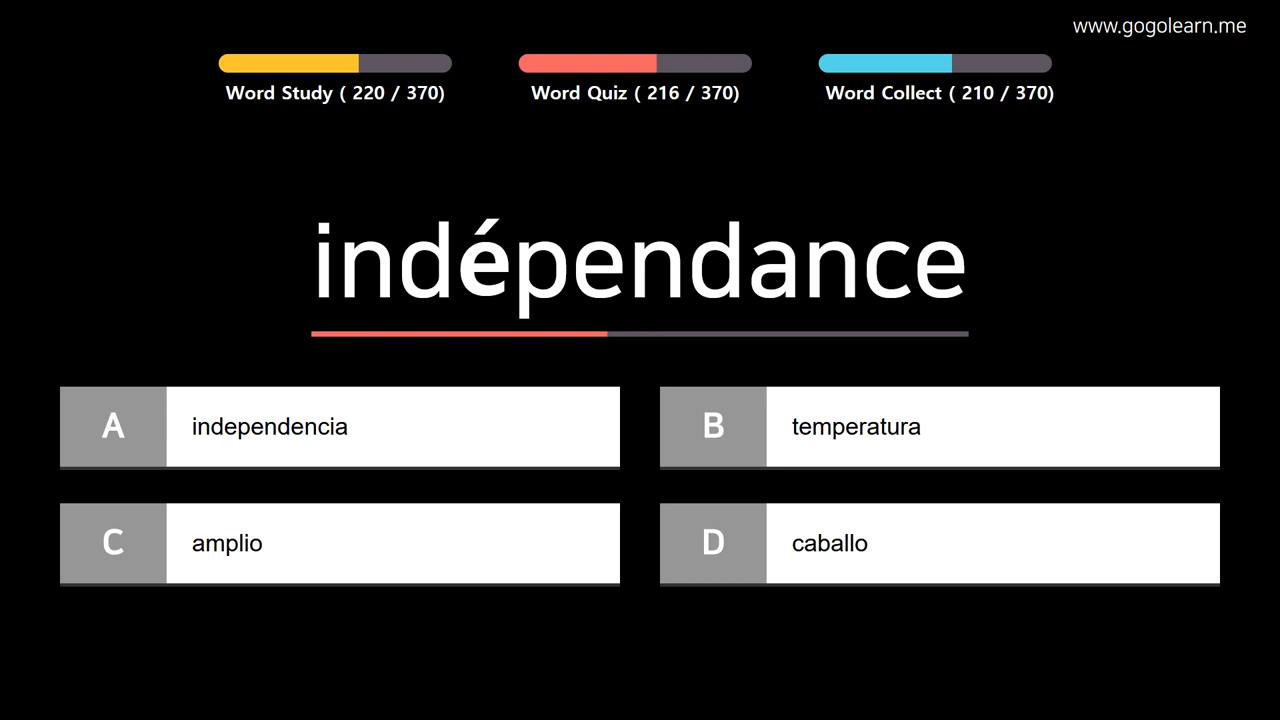 www.gogolearn.me
Word Study ( 220 / 370)
Word Quiz ( 216 / 370)
Word Collect ( 210 / 370)
indépendance
A independencia
B temperatura
C amplio
D caballo